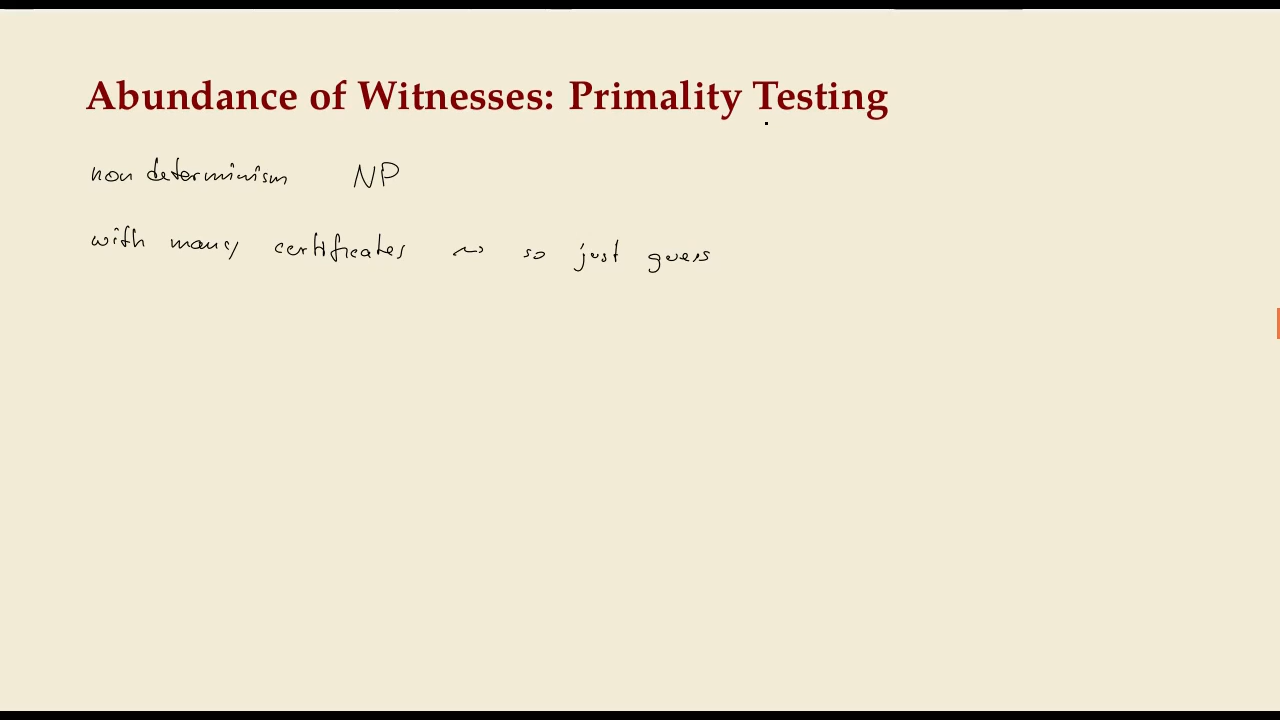 Abundance of Witnesses: Primality Testing
non determinism NP
with many certificates ⇝ so just guess